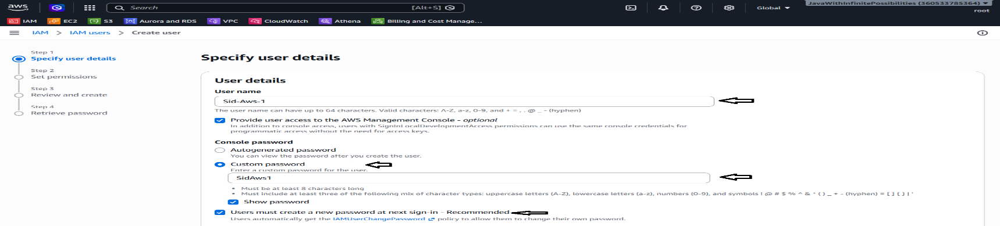 aws Search [Alt+S] Global JavaWithInfinitePossibilities (360533785364)
root
IAM EC2 S3 Aurora and RDS VPC CloudWatch Athena Billing and Cost Manage...
IAM > IAM users > Create user
Step 1
Specify user details
Step 2
Set permissions
Step 3
Review and create
Step 4
Retrieve password
Specify user details
User details
User name
Sid-Aws-1
The user name can have up to 64 characters. Valid characters: A-Z, a-z, 0-9, and + = , . @ _ - (hyphen)
Provide user access to the AWS Management Console - optional
In addition to console access, users with SignInLocalDevelopmentAccess permissions can use the same console credentials for
programmatic access without the need for access keys.
Console password
Autogenerated password
You can view the password after you create the user.
Custom password
Enter a custom password for the user.
SidAws1
• Must be at least 8 characters long
• Must include at least three of the following mix of character types: uppercase letters (A-Z), lowercase letters (a-z), numbers (0-9), and symbols ! @ # $ % ^ & * ( ) _ + - (hyphen) = [ ] { } | '
Show password
Users must create a new password at next sign-in - Recommended
Users automatically get the IAMUserChangePassword policy to allow them to change their own password.